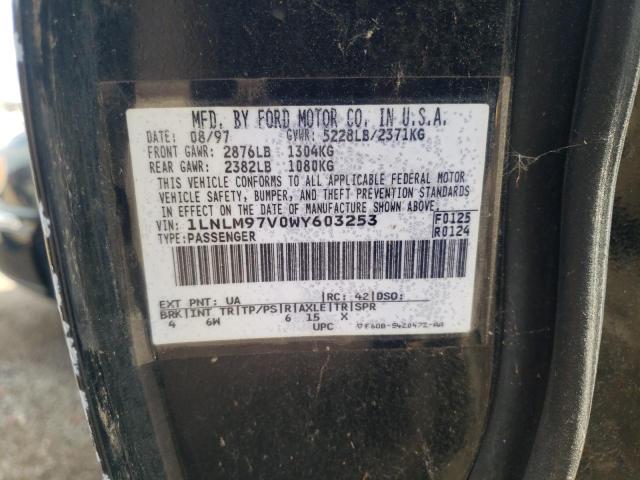 MFD. BY FORD MOTOR CO. IN U.S.A.
DATE: 08/97 GVWR: 5228LB/2371KG
FRONT GAWR: 2876LB 1304KG
REAR GAWR: 2382LB 1080KG
THIS VEHICLE CONFORMS TO ALL APPLICABLE FEDERAL MOTOR
VEHICLE SAFETY, BUMPER, AND THEFT PREVENTION STANDARDS
IN EFFECT ON THE DATE OF MANUFACTURE SHOWN ABOVE.
VIN: 1LNLM97V0WY603253 F0125
TYPE: PASSENGER R0124
EXT PNT: UA |RC: 42|DSO:
BRK|INT TR|TP/PS|R|AXLE|TR|SPR
4 6W 6 15 X
UPC